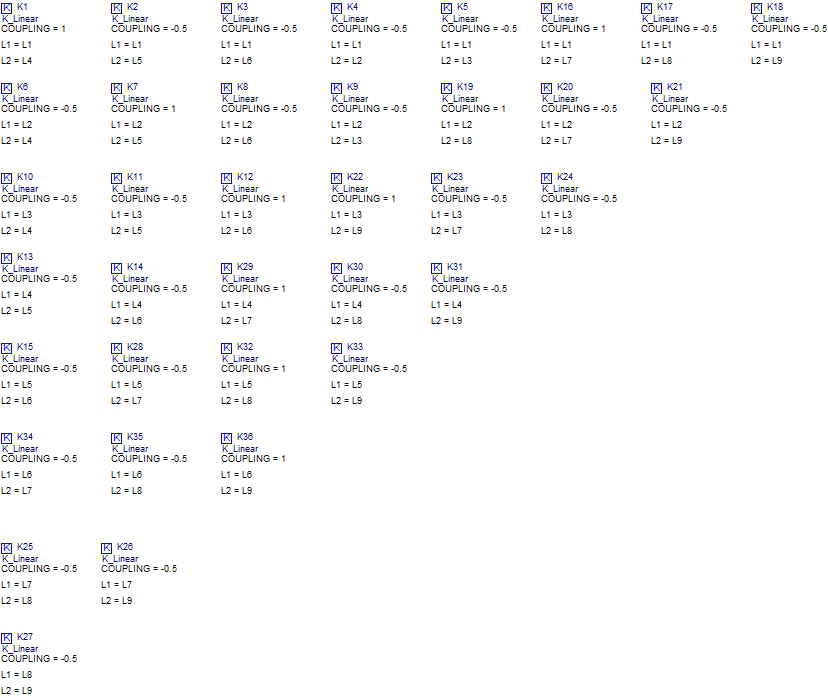 K K1 K K2 K K3 K K4 K K5 K K16 K K17 K K18
K_Linear K_Linear K_Linear K_Linear K_Linear K_Linear K_Linear K_Linear
COUPLING = 1 COUPLING = -0.5 COUPLING = -0.5 COUPLING = -0.5 COUPLING = -0.5 COUPLING = 1 COUPLING = -0.5 COUPLING = -0.5
L1 = L1 L1 = L1 L1 = L1 L1 = L1 L1 = L1 L1 = L1 L1 = L1 L1 = L1
L2 = L4 L2 = L5 L2 = L6 L2 = L2 L2 = L3 L2 = L7 L2 = L8 L2 = L9
K K6 K K7 K K8 K K9 K K19 K K20 K K21
K_Linear K_Linear K_Linear K_Linear K_Linear K_Linear K_Linear
COUPLING = -0.5 COUPLING = 1 COUPLING = -0.5 COUPLING = -0.5 COUPLING = 1 COUPLING = -0.5 COUPLING = -0.5
L1 = L2 L1 = L2 L1 = L2 L1 = L2 L1 = L2 L1 = L2 L1 = L2
L2 = L4 L2 = L5 L2 = L6 L2 = L3 L2 = L8 L2 = L7 L2 = L9
K K10 K K11 K K12 K K22 K K23 K K24
K_Linear K_Linear K_Linear K_Linear K_Linear K_Linear
COUPLING = -0.5 COUPLING = -0.5 COUPLING = 1 COUPLING = 1 COUPLING = -0.5 COUPLING = -0.5
L1 = L3 L1 = L3 L1 = L3 L1 = L3 L1 = L3 L1 = L3
L2 = L4 L2 = L5 L2 = L6 L2 = L9 L2 = L7 L2 = L8
K K13
K_Linear
COUPLING = -0.5
L1 = L4
L2 = L5
K K14 K K29 K K30 K K31
K_Linear K_Linear K_Linear K_Linear
COUPLING = -0.5 COUPLING = 1 COUPLING = -0.5 COUPLING = -0.5
L1 = L4 L1 = L4 L1 = L4 L1 = L4
L2 = L6 L2 = L7 L2 = L8 L2 = L9
K K15 K K28 K K32 K K33
K_Linear K_Linear K_Linear K_Linear
COUPLING = -0.5 COUPLING = -0.5 COUPLING = 1 COUPLING = -0.5
L1 = L5 L1 = L5 L1 = L5 L1 = L5
L2 = L6 L2 = L7 L2 = L8 L2 = L9
K K34 K K35 K K36
K_Linear K_Linear K_Linear
COUPLING = -0.5 COUPLING = -0.5 COUPLING = 1
L1 = L6 L1 = L6 L1 = L6
L2 = L7 L2 = L8 L2 = L9
K K25 K K26
K_Linear K_Linear
COUPLING = -0.5 COUPLING = -0.5
L1 = L7 L1 = L7
L2 = L8 L2 = L9
K K27
K_Linear
COUPLING = -0.5
L1 = L8
L2 = L9